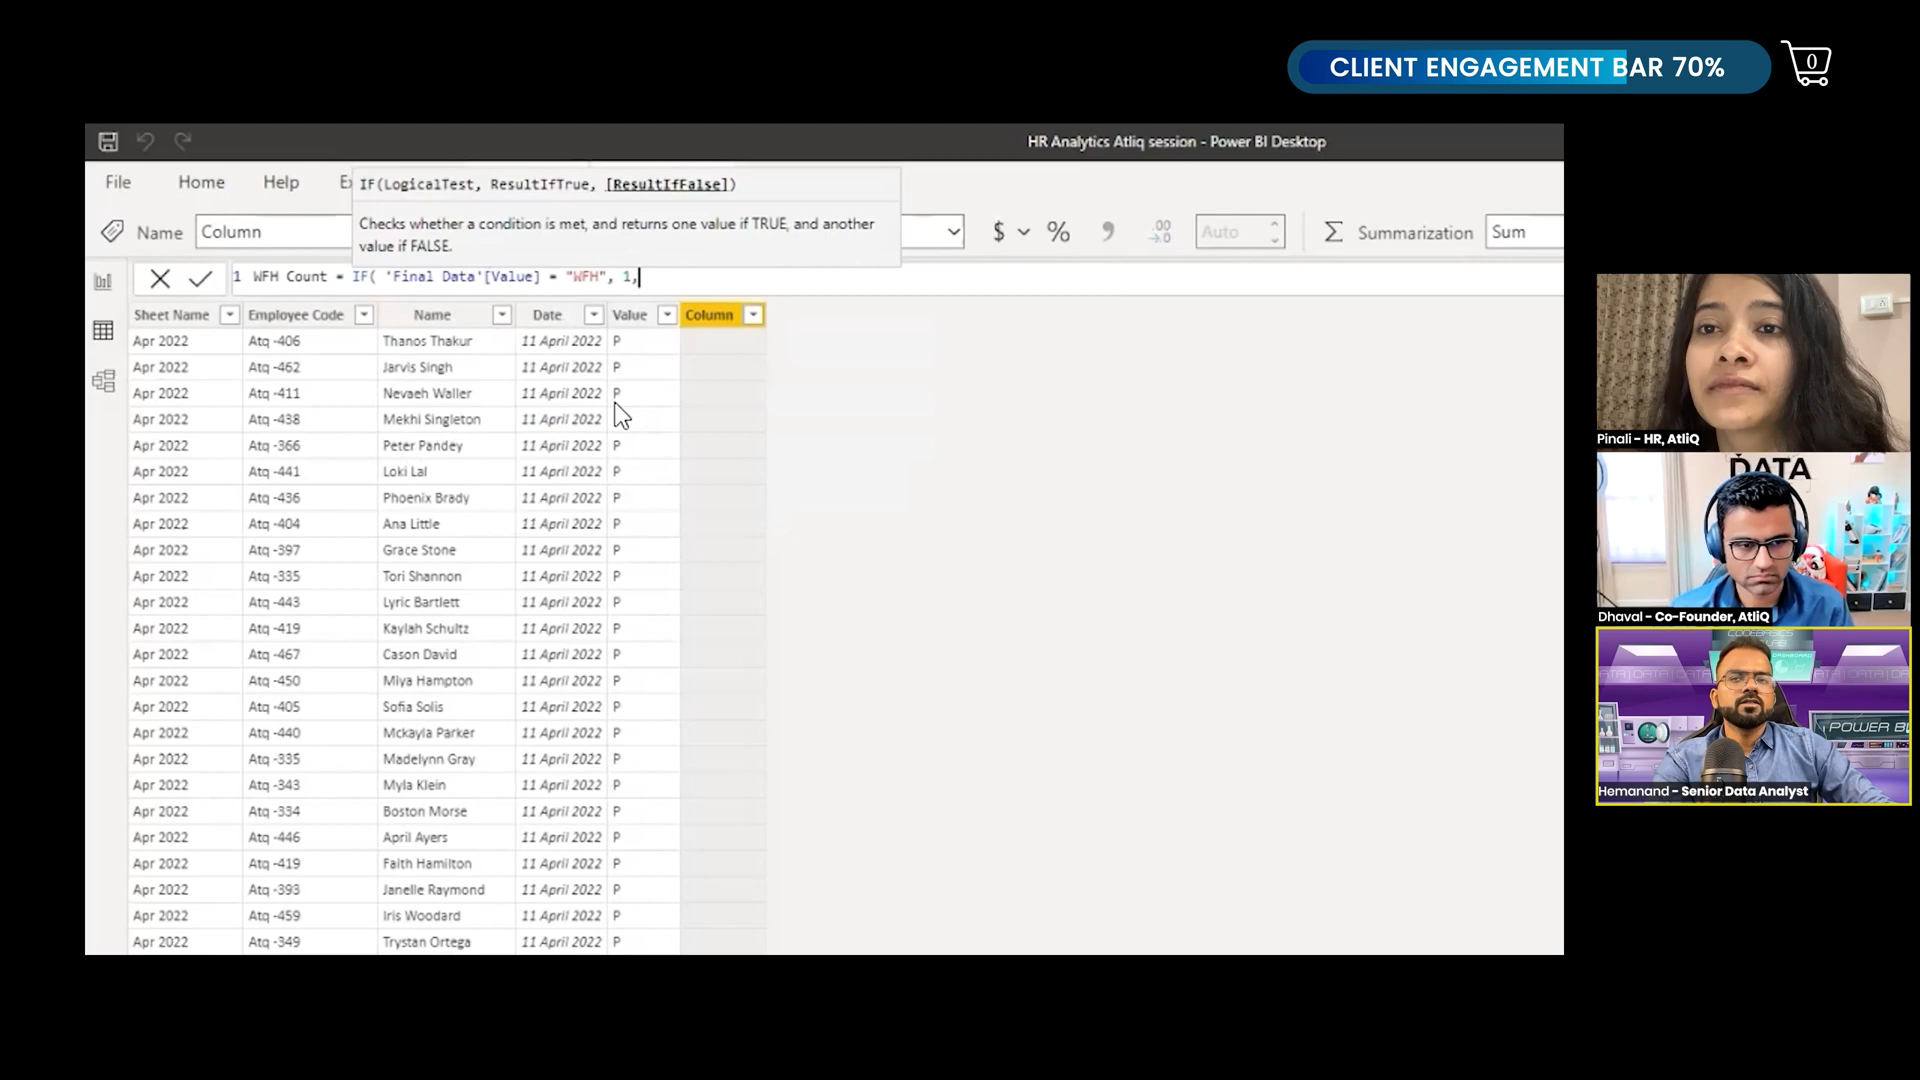 CLIENT ENGAGEMENT BAR 70%
0
HR Analytics Atliq session - Power BI Desktop
File Home Help
IF(LogicalTest, ResultIfTrue, [ResultIfFalse])
Checks whether a condition is met, and returns one value if TRUE, and another
value if FALSE.
Name Column $ % Auto Summarization Sum
1 WFH Count = IF( 'Final Data'[Value] = "WFH", 1,
Sheet Name Employee Code Name Date Value Column
Apr 2022 Atq -406 Thanos Thakur 11 April 2022 P
Apr 2022 Atq -462 Jarvis Singh 11 April 2022 P
Apr 2022 Atq -411 Nevaeh Waller 11 April 2022 P
Apr 2022 Atq -438 Mekhi Singleton 11 April 2022
Apr 2022 Atq -366 Peter Pandey 11 April 2022 P
Apr 2022 Atq -441 Loki Lal 11 April 2022 P
Apr 2022 Atq -436 Phoenix Brady 11 April 2022 P
Apr 2022 Atq -404 Ana Little 11 April 2022 P
Apr 2022 Atq -397 Grace Stone 11 April 2022 P
Apr 2022 Atq -335 Tori Shannon 11 April 2022 P
Apr 2022 Atq -443 Lyric Bartlett 11 April 2022 P
Apr 2022 Atq -419 Kaylah Schultz 11 April 2022 P
Apr 2022 Atq -467 Cason David 11 April 2022 P
Apr 2022 Atq -450 Miya Hampton 11 April 2022 P
Apr 2022 Atq -405 Sofia Solis 11 April 2022 P
Apr 2022 Atq -440 Mckayla Parker 11 April 2022 P
Apr 2022 Atq -335 Madelynn Gray 11 April 2022 P
Apr 2022 Atq -343 Myla Klein 11 April 2022 P
Apr 2022 Atq -334 Boston Morse 11 April 2022 P
Apr 2022 Atq -446 April Ayers 11 April 2022 P
Apr 2022 Atq -419 Faith Hamilton 11 April 2022 P
Apr 2022 Atq -393 Janelle Raymond 11 April 2022 P
Apr 2022 Atq -459 Iris Woodard 11 April 2022 P
Apr 2022 Atq -349 Trystan Ortega 11 April 2022 P
Pinali - HR, AtliQ
DATA
Dhaval - Co-Founder, AtliQ
CODEBASICS
DASHBOARD
POWER BI
Hemanand - Senior Data Analyst